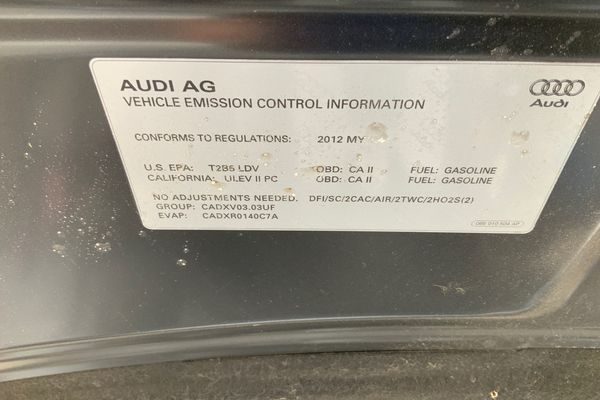 AUDI AG
VEHICLE EMISSION CONTROL INFORMATION
Audi
CONFORMS TO REGULATIONS: 2012 MY
U.S. EPA: T2B5 LDV OBD: CA II FUEL: GASOLINE
CALIFORNIA: ULEV II PC OBD: CA II FUEL: GASOLINE
NO ADJUSTMENTS NEEDED. DFI/SC/2CAC/AIR/2TWC/2HO2S(2)
GROUP: CADXV03.03UF
EVAP: CADXR0140C7A